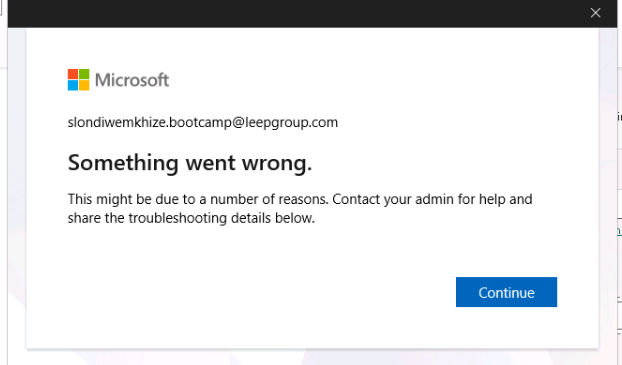 Microsoft
slondiwemkhize.bootcamp@leepgroup.com
Something went wrong.
This might be due to a number of reasons. Contact your admin for help and
share the troubleshooting details below.
Continue